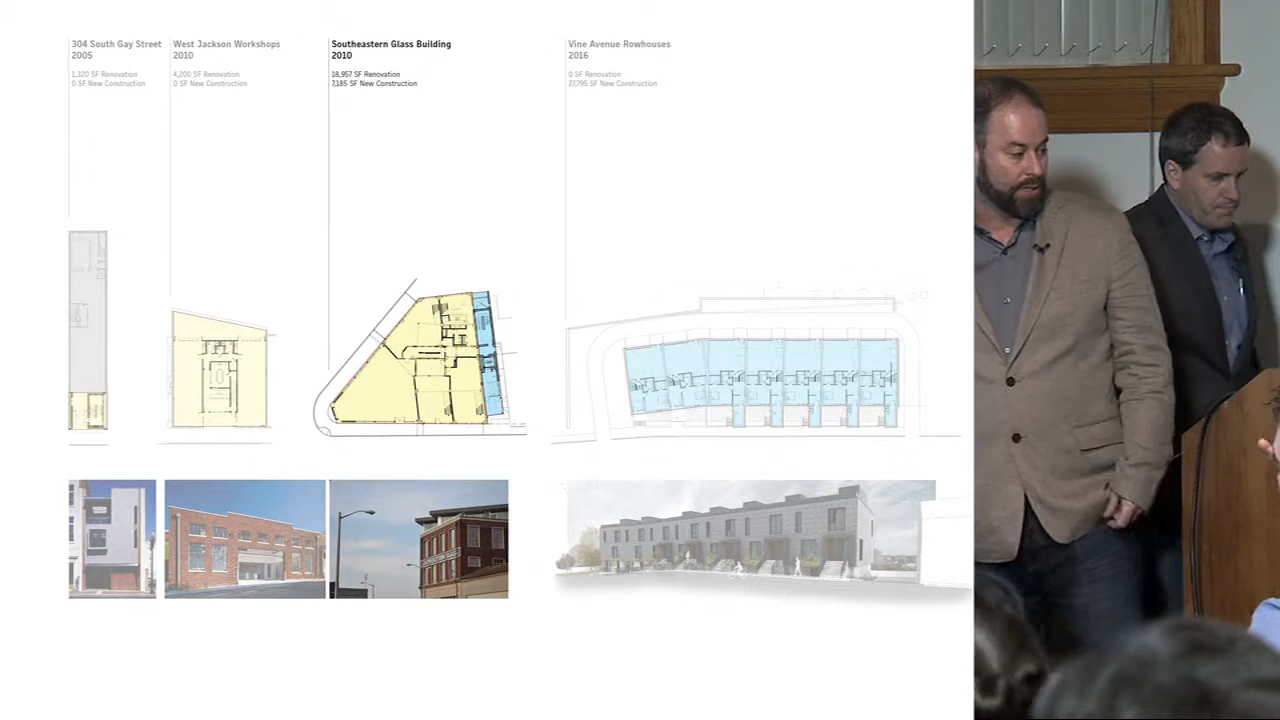 304 South Gay Street
2005
1,320 SF Renovation
0 SF New Construction
West Jackson Workshops
2010
4,200 SF Renovation
0 SF New Construction
Southeastern Glass Building
2010
18,957 SF Renovation
7,185 SF New Construction
Vine Avenue Rowhouses
2016
0 SF Renovation
27,795 SF New Construction